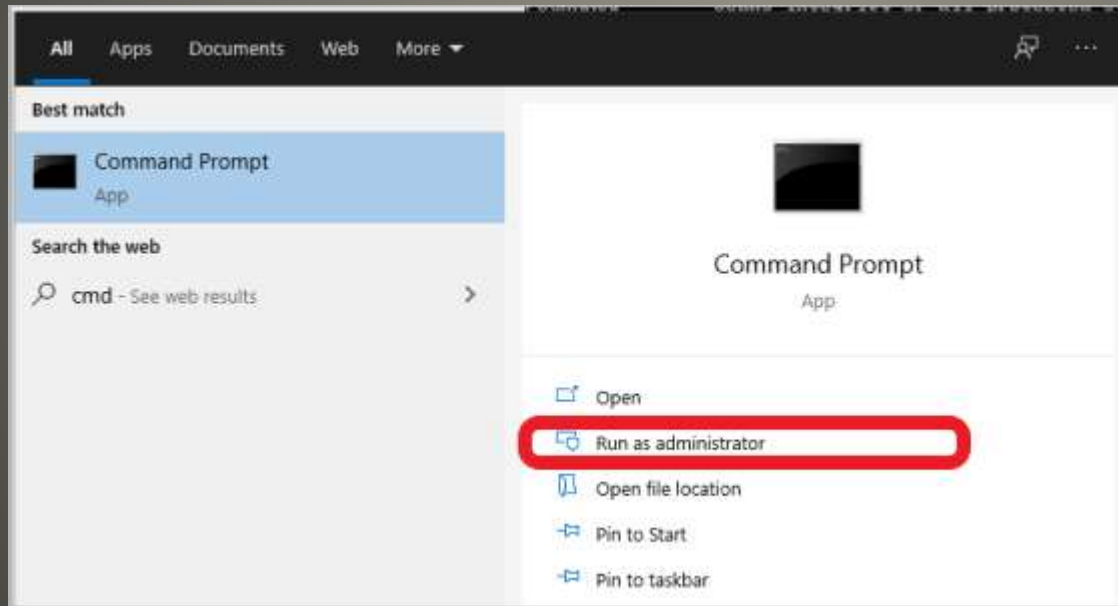 All Apps Documents Web More
Best match
Command Prompt
App
Search the web
cmd - See web results
Command Prompt
App
Open
Run as administrator
Open file location
Pin to Start
Pin to taskbar